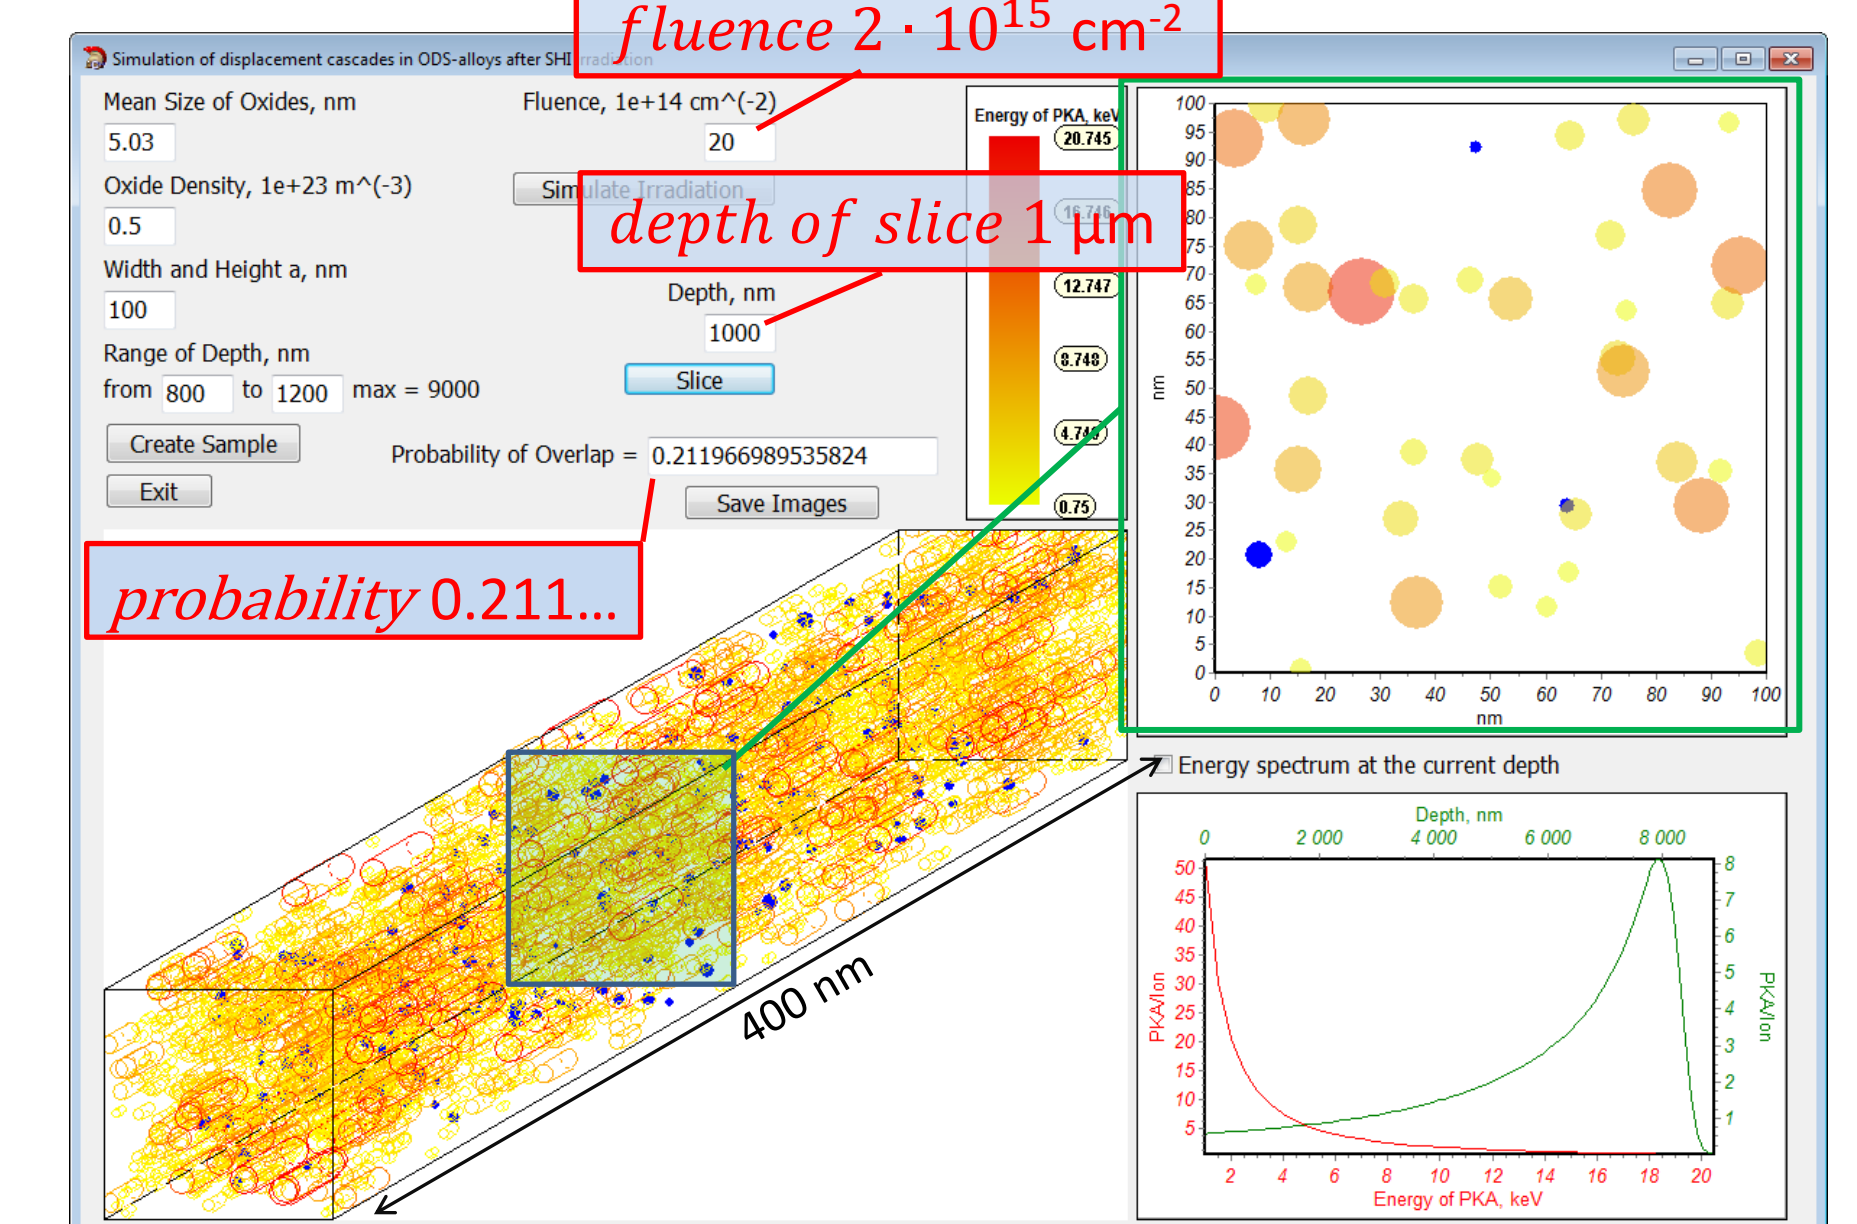 fluence 2 · 10¹⁵ cm⁻²
Simulation of displacement cascades in ODS-alloys after SHI irradiation
Mean Size of Oxides, nm
5.03
Oxide Density, 1e+23 m^(-3)
0.5
Width and Height a, nm
100
Range of Depth, nm
from 800 to 1200 max = 9000
Create Sample
Exit
Fluence, 1e+14 cm^(-2)
20
Simulate Irradiation
depth of slice 1 µm
Depth, nm
1000
Slice
Probability of Overlap = 0.211966989535824
Save Images
probability 0.211...
Energy of PKA, keV
20.745
16.746
12.747
8.748
4.749
0.75
100
95
90
85
80
75
70
65
60
55
50
45
40
35
30
25
20
15
10
5
0
nm
0 10 20 30 40 50 60 70 80 90 100
nm
400 nm
Energy spectrum at the current depth
Depth, nm
0 2 000 4 000 6 000 8 000
50
45
40
35
30
25
20
15
10
5
PKA/Ion
8
7
6
5
4
3
2
1
PKA/Ion
2 4 6 8 10 12 14 16 18 20
Energy of PKA, keV